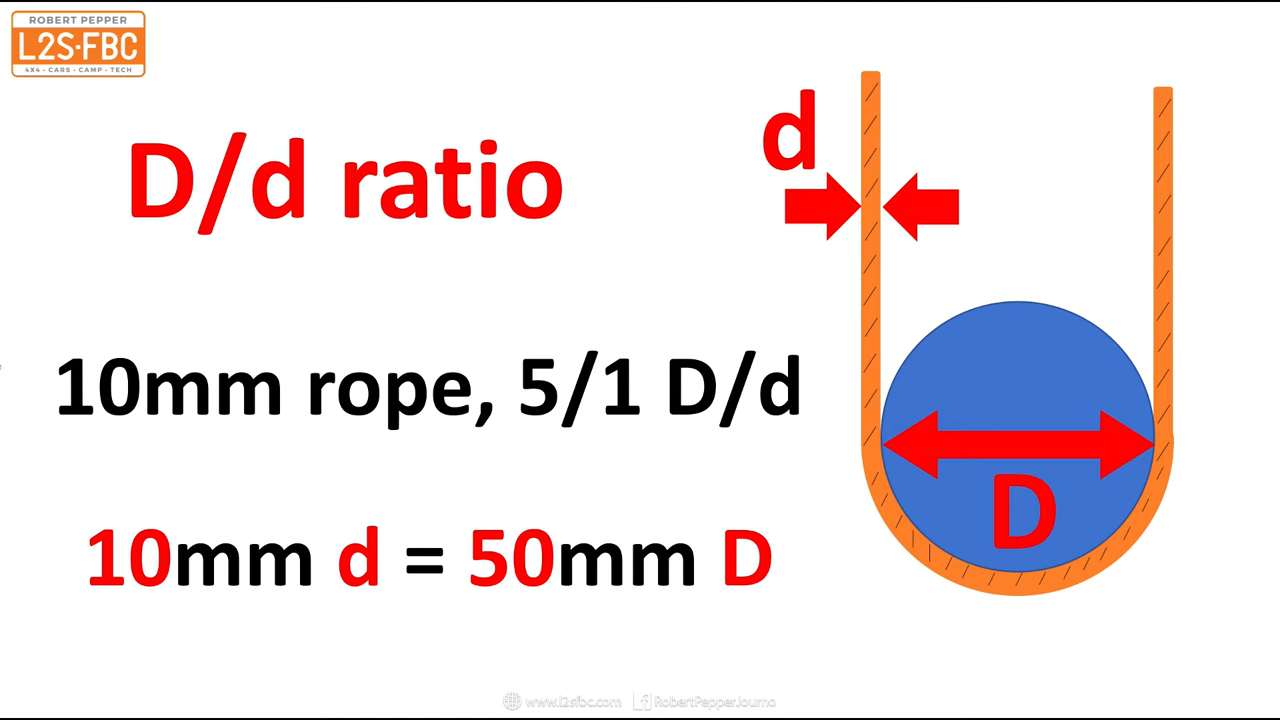 ROBERT PEPPER
L2S·FBC
4X4 • CARS • CAMP • TECH
D/d ratio
d
10mm rope, 5/1 D/d
D
10mm d = 50mm D
www.l2sfbc.com RobertPepperJourno